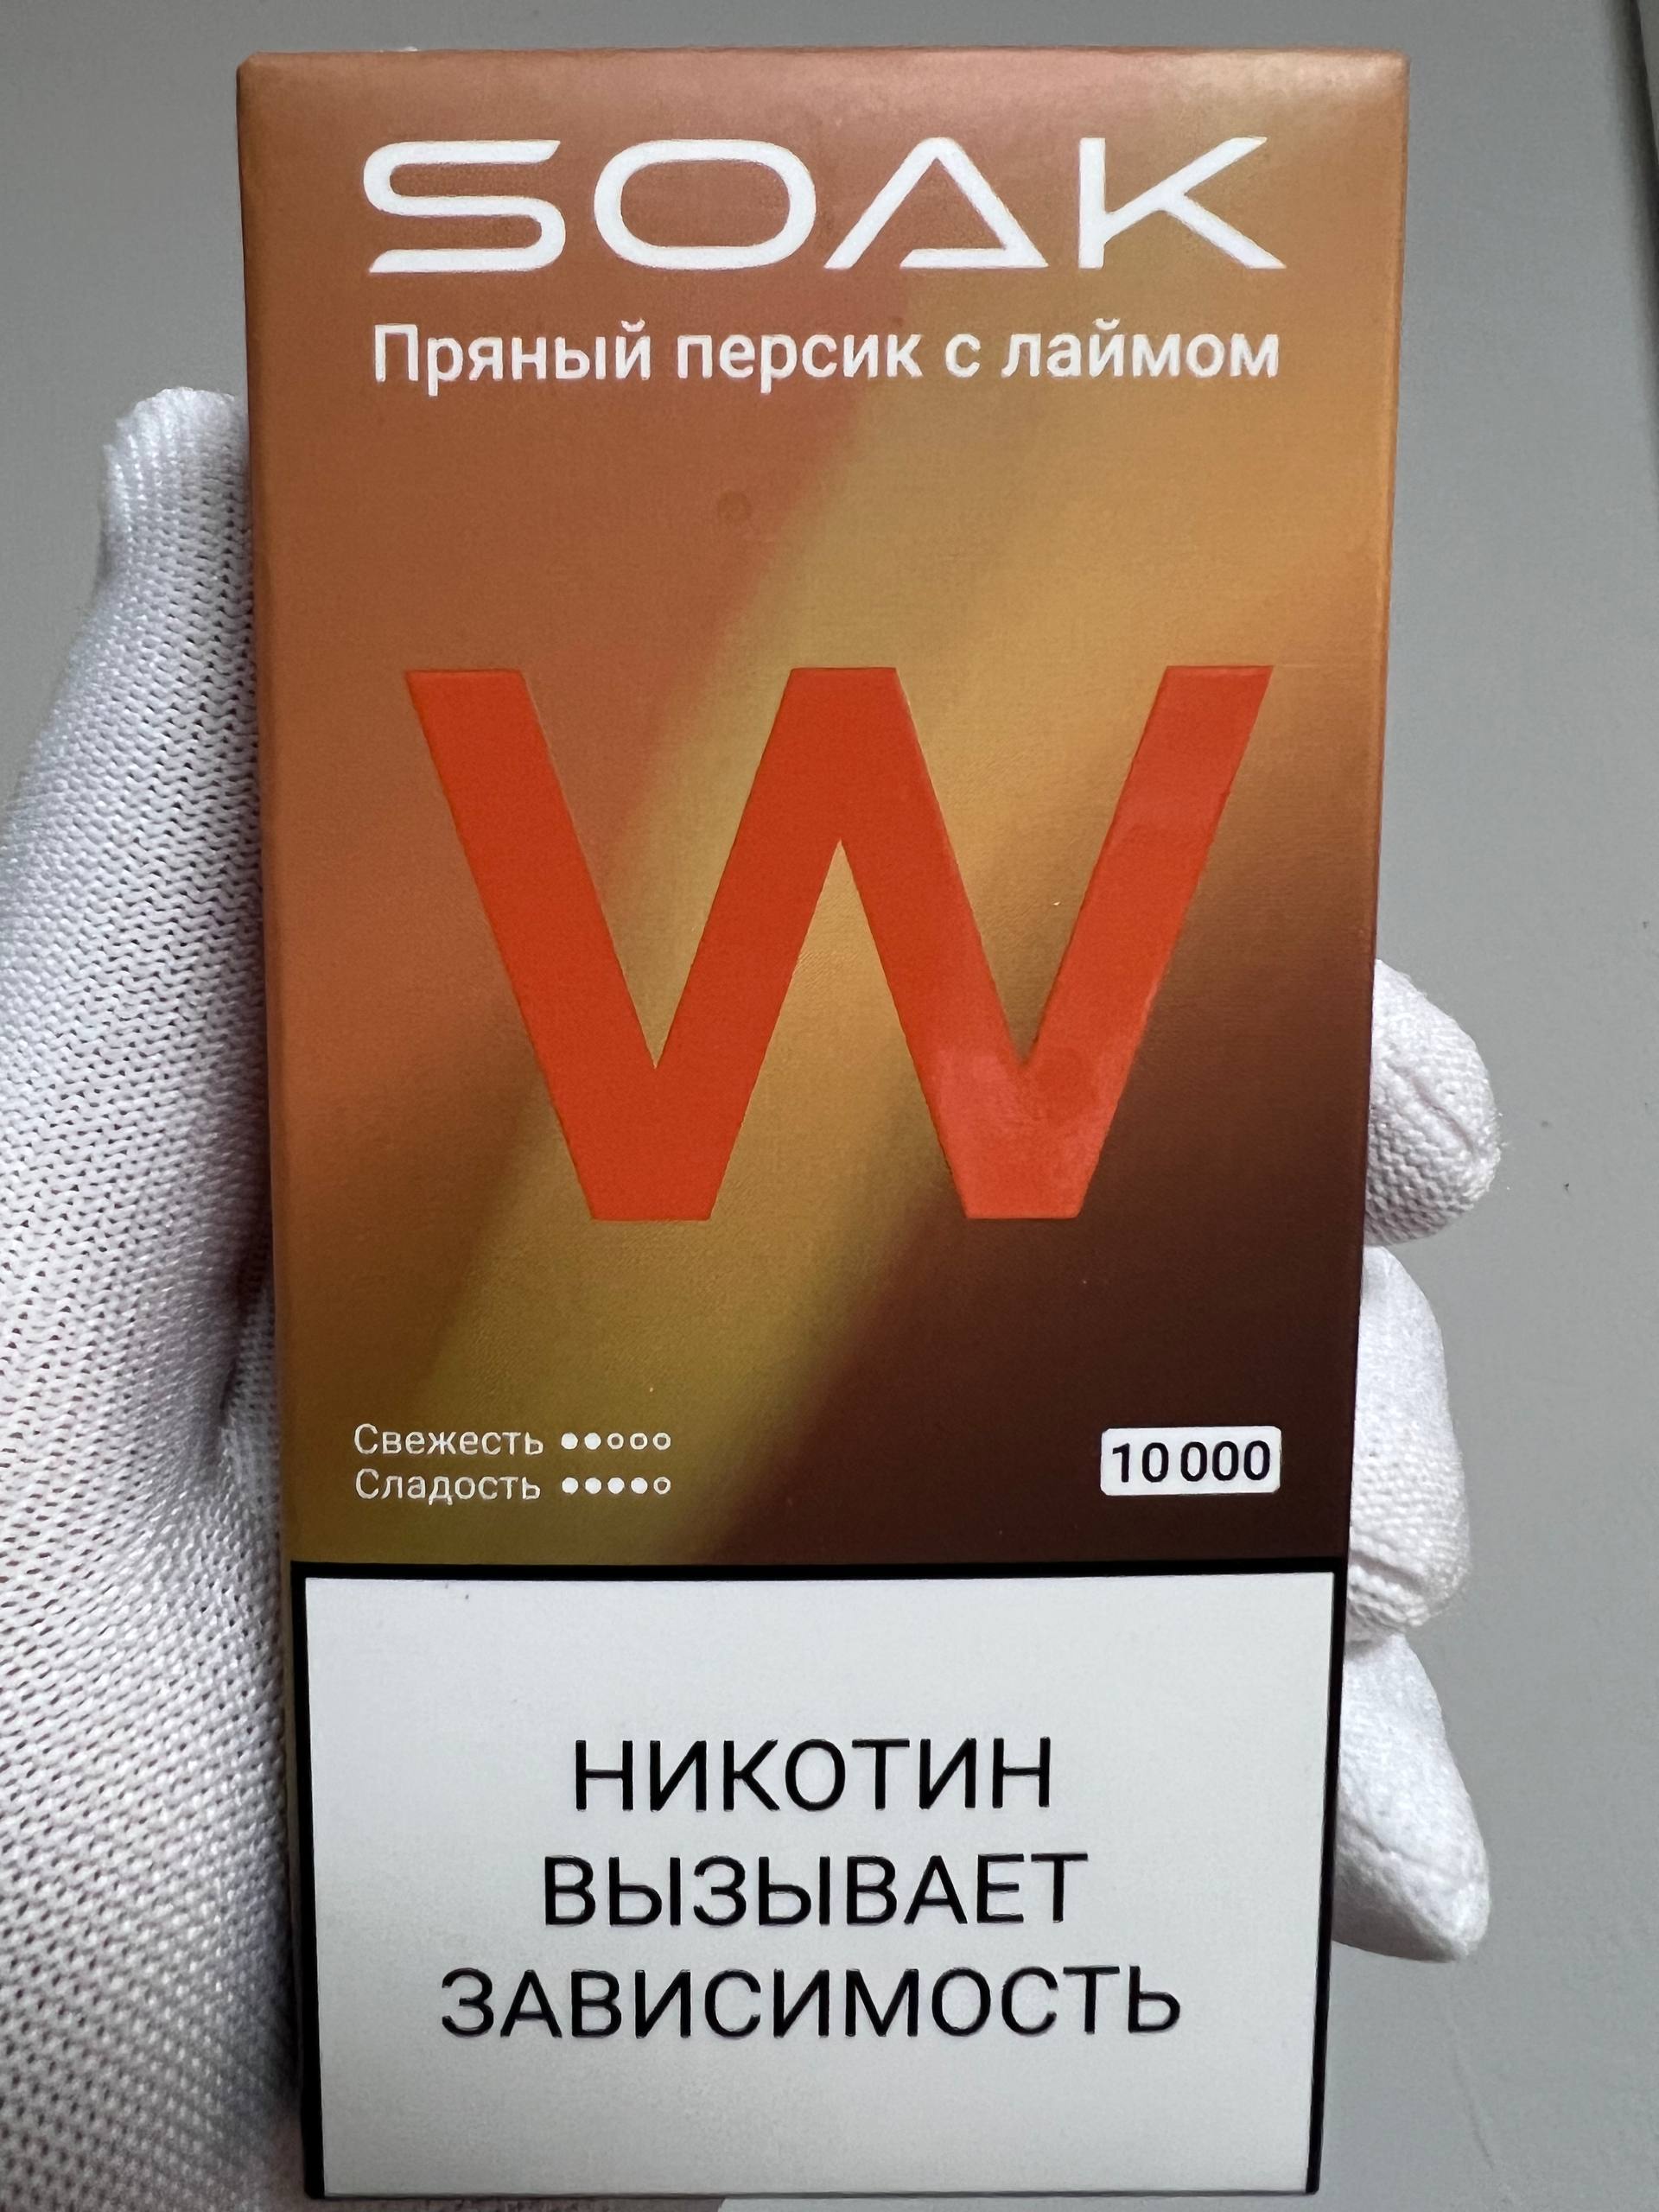 SOAK
Пряный персик с лаймом
W
Свежесть ●●○○○
Сладость ●●●●○
10 000
НИКОТИН
ВЫЗЫВАЕТ
ЗАВИСИМОСТЬ